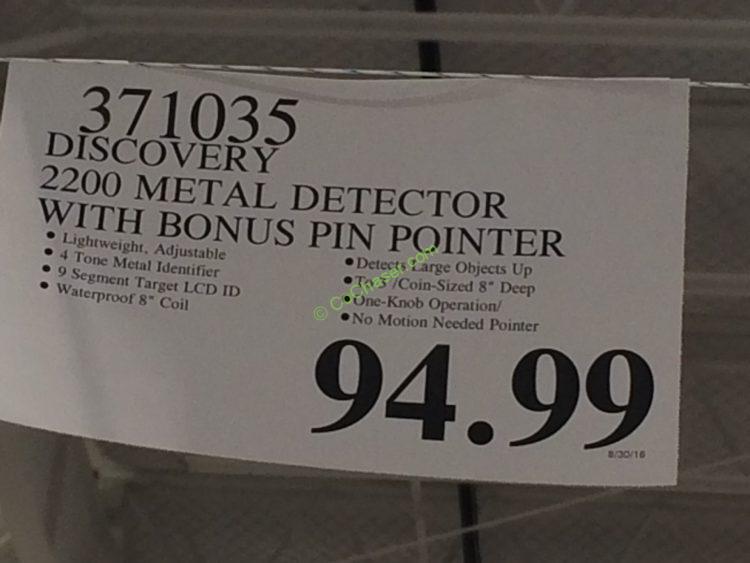 371035
DISCOVERY
2200 METAL DETECTOR
WITH BONUS PIN POINTER
• Lightweight, Adjustable
• 4 Tone Metal Identifier
• 9 Segment Target LCD ID
• Waterproof 8" Coil
• Detects Large Objects Up
• /Coin-Sized 8" Deep
• One-Knob Operation/
• No Motion Needed Pointer
© CoChaser.com
94.99
8/30/16